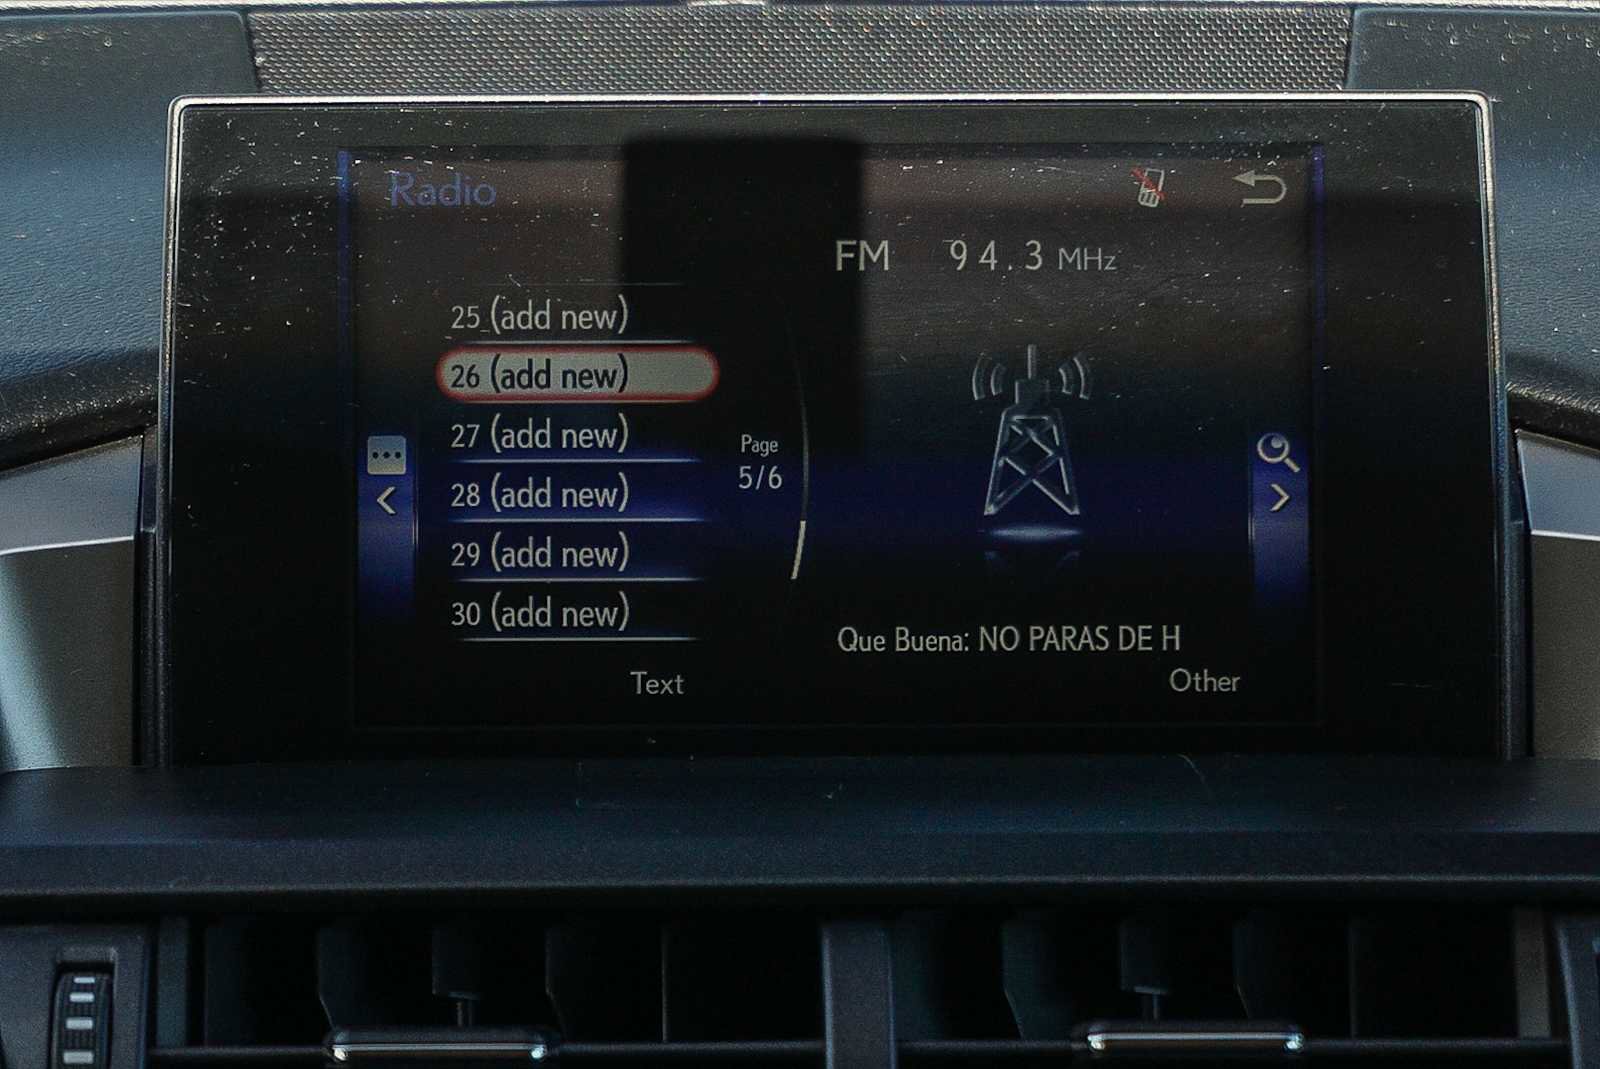 Radio
FM 94.3 MHz
25 (add new)
26 (add new)
27 (add new)
28 (add new)
29 (add new)
30 (add new)
Page
5/6
Que Buena: NO PARAS DE H
Text
Other